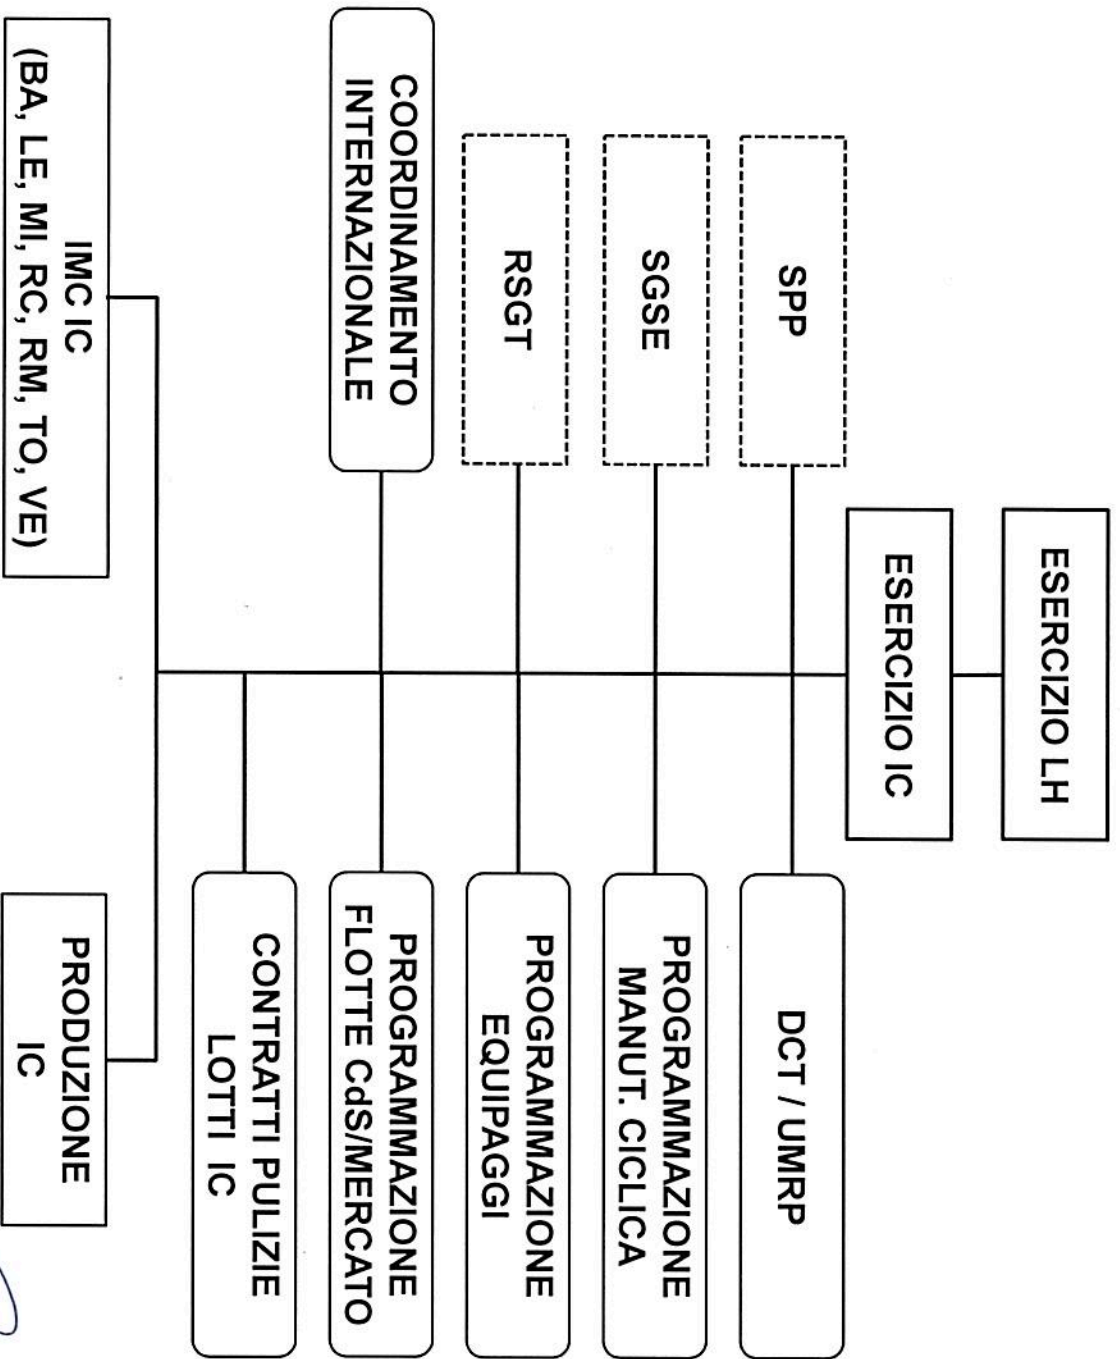 ESERCIZIO LH
ESERCIZIO IC
SPP
DCT / UMRP
SGSE
PROGRAMMAZIONE
MANUT. CICLICA
RSGT
PROGRAMMAZIONE
EQUIPAGGI
COORDINAMENTO
INTERNAZIONALE
PROGRAMMAZIONE
FLOTTE CdS/MERCATO
CONTRATTI PULIZIE
LOTTI IC
IMC IC
(BA, LE, MI, RC, RM, TO, VE)
PRODUZIONE
IC